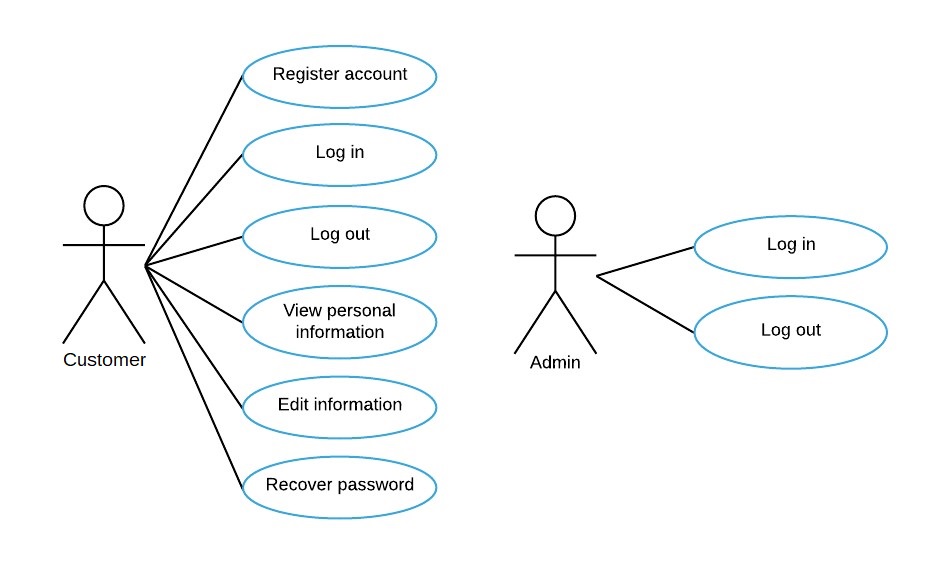 Register account
Log in
Log out
View personal
information
Edit information
Recover password
Customer
Log in
Log out
Admin